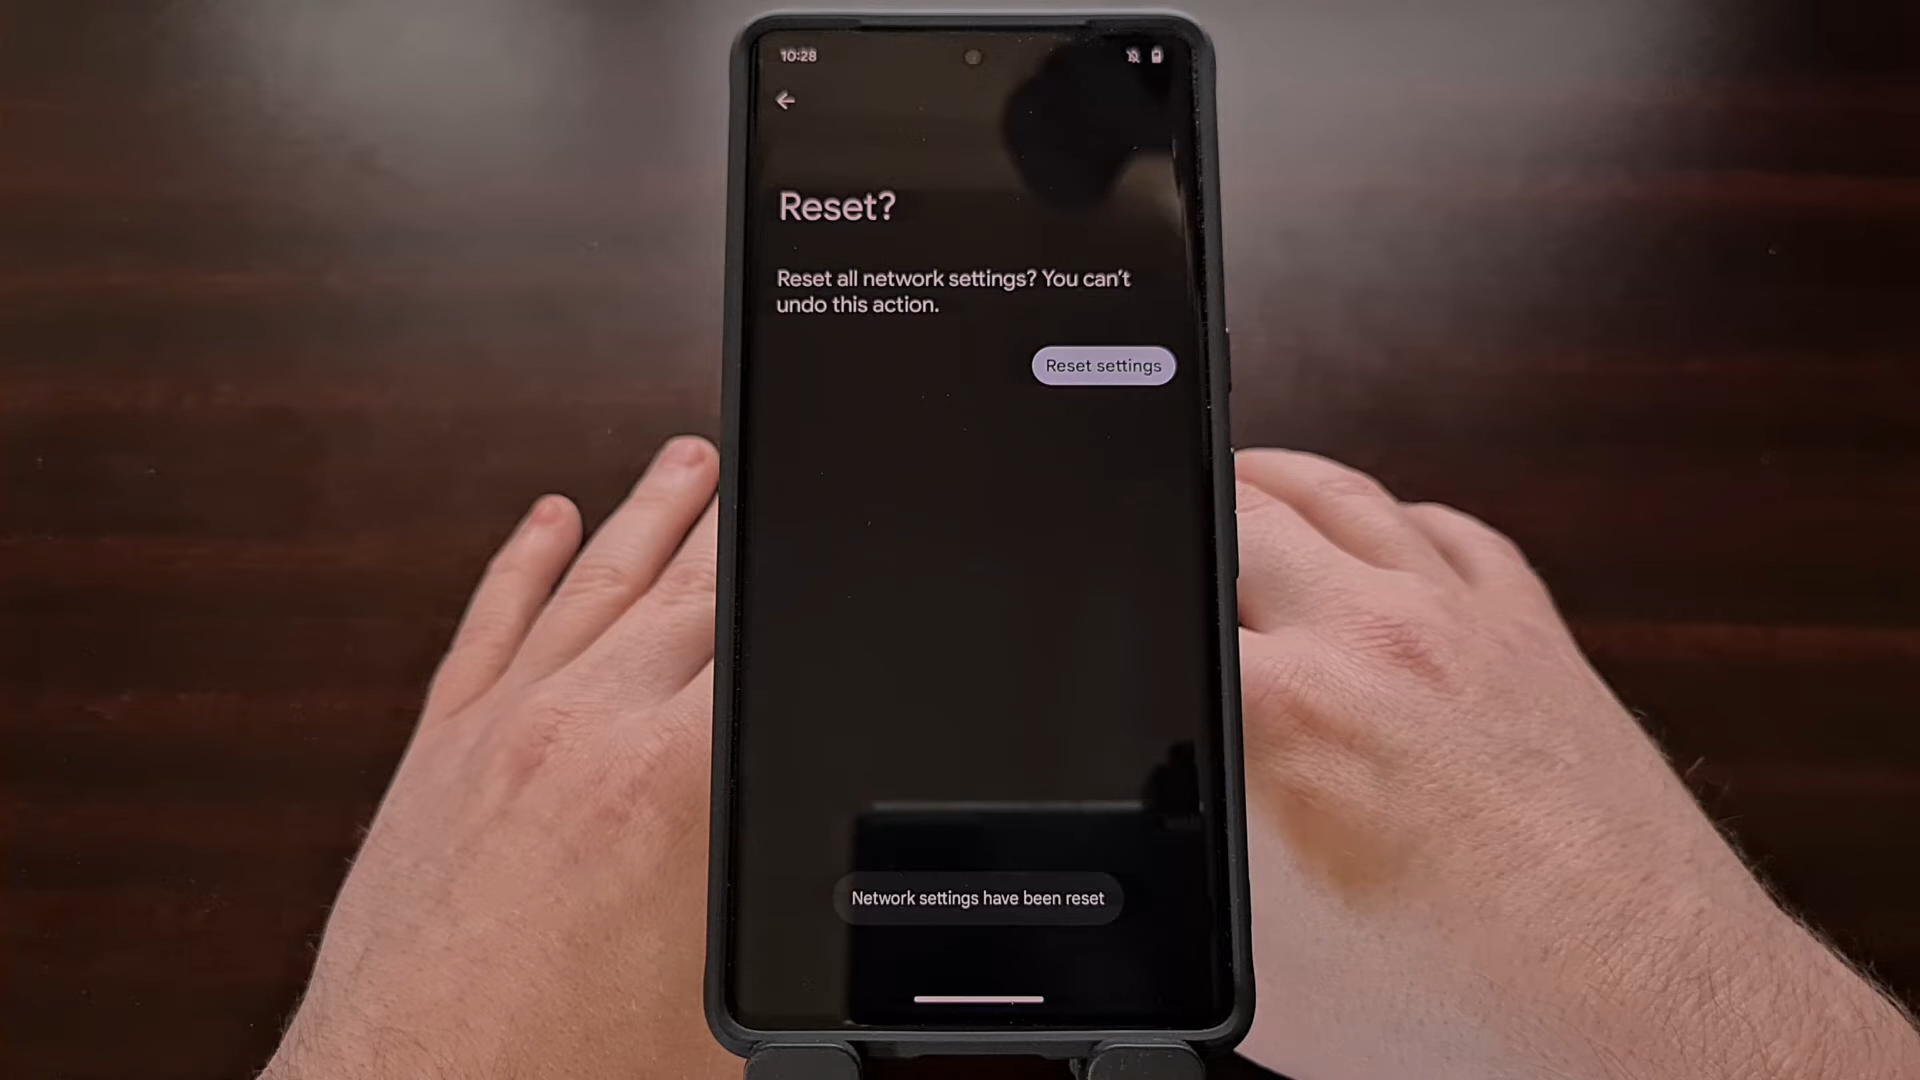 10:28
Reset?
Reset all network settings? You can't
undo this action.
Reset settings
Network settings have been reset